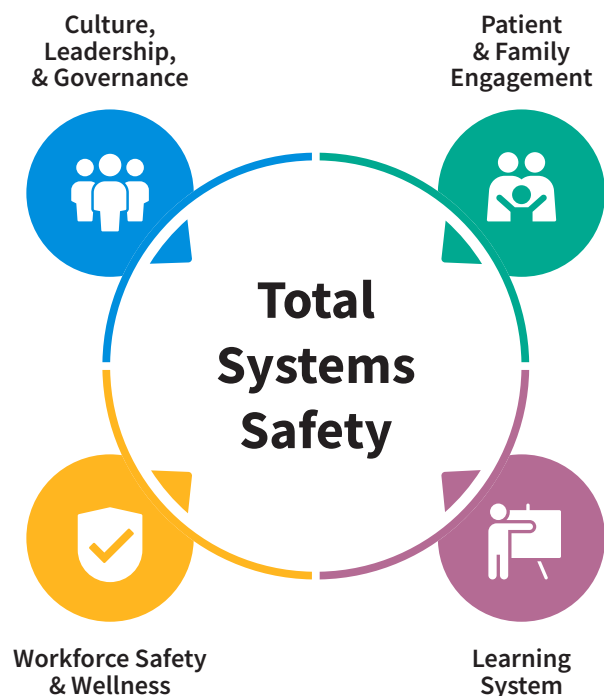 Culture,
Leadership,
& Governance
Patient
& Family
Engagement
Total
Systems
Safety
Workforce Safety
& Wellness
Learning
System